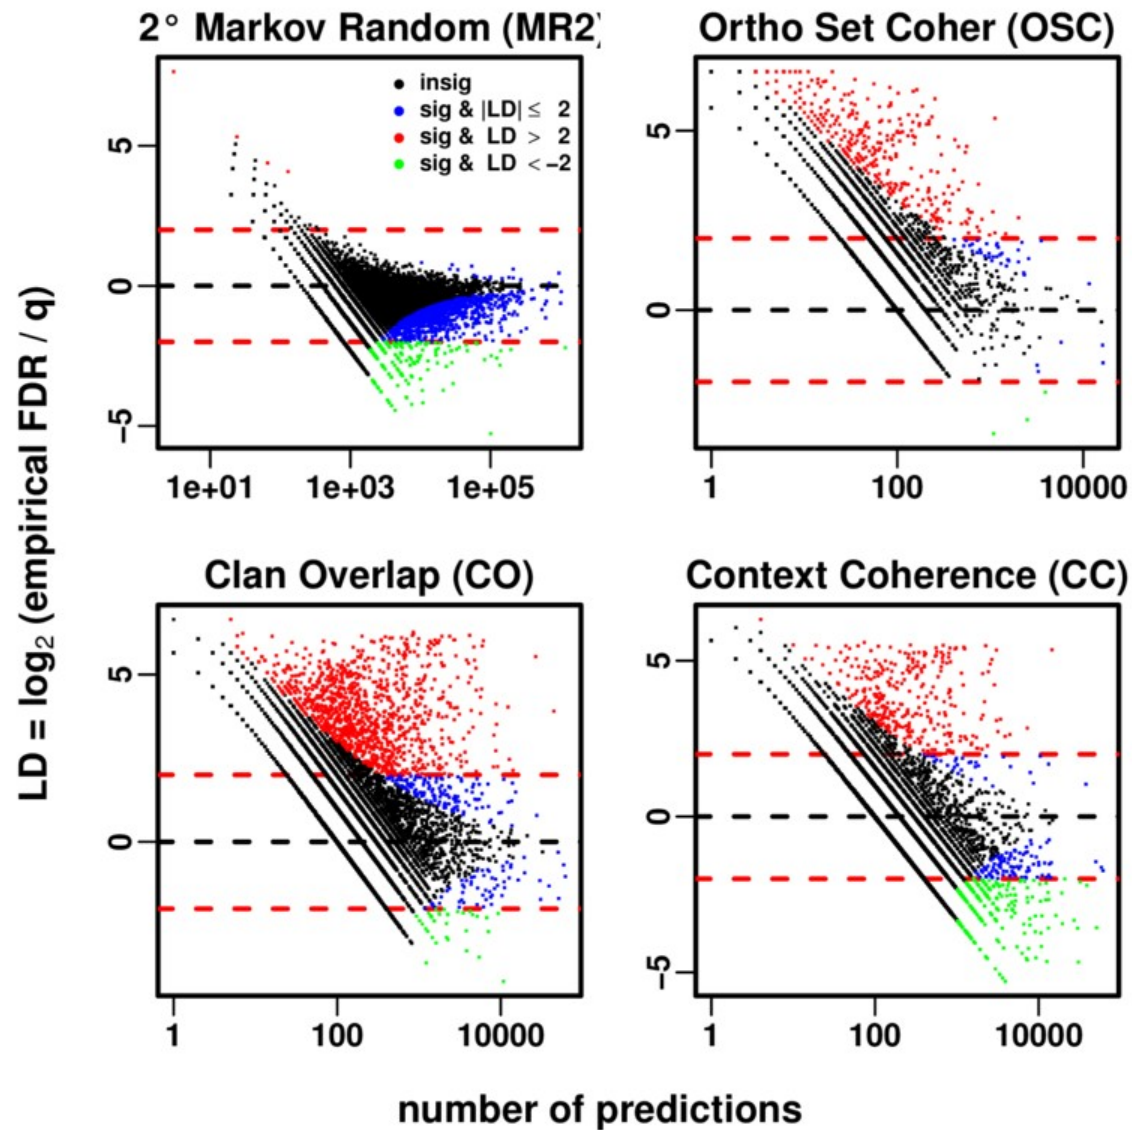 2° Markov Random (MR2)
insig
sig & |LD| ≤ 2
sig & LD > 2
sig & LD < −2
5
0
−5
1e+01 1e+03 1e+05
Ortho Set Coher (OSC)
5
0
1 100 10000
LD = log₂ (empirical FDR / q)
Clan Overlap (CO)
5
0
1 100 10000
Context Coherence (CC)
5
0
−5
1 100 10000
number of predictions